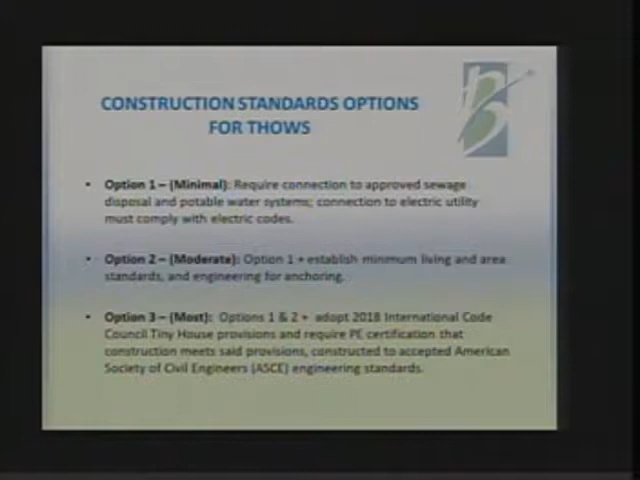 CONSTRUCTION STANDARDS OPTIONS
FOR THOWS
• Option 1 – (Minimal): Require connection to approved sewage
disposal and potable water systems; connection to electric utility
must comply with electric codes.
• Option 2 – (Moderate): Option 1 + establish minimum living and area
standards, and engineering for anchoring.
• Option 3 – (Most): Options 1 & 2 + adopt 2018 International Code
Council Tiny House provisions and require PE certification that
construction meets said provisions, constructed to accepted American
Society of Civil Engineers (ASCE) engineering standards.